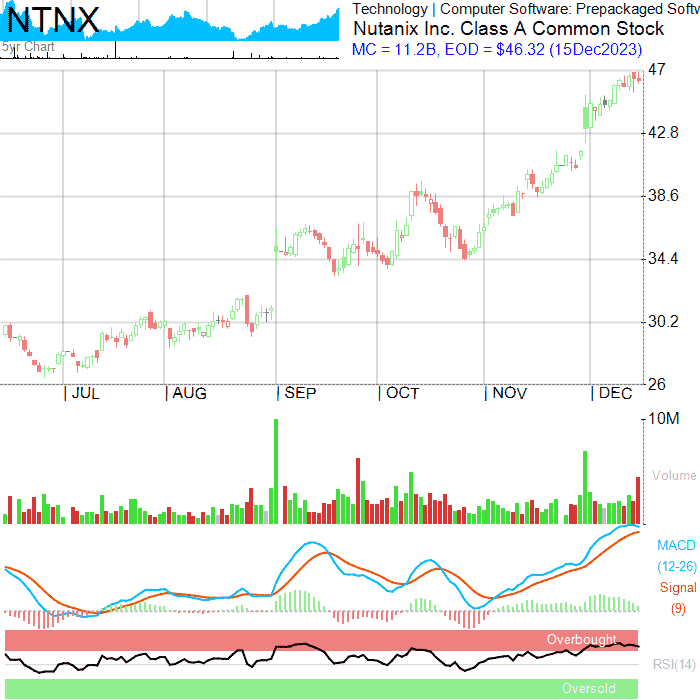 NTNX
5yr Chart
Technology | Computer Software: Prepackaged Softw
Nutanix Inc. Class A Common Stock
MC = 11.2B, EOD = $46.32 (15Dec2023)
47
42.8
38.6
34.4
30.2
26
JUL
AUG
SEP
OCT
NOV
DEC
10M
Volume
MACD
(12-26)
Signal
(9)
Overbought
RSI(14)
Oversold